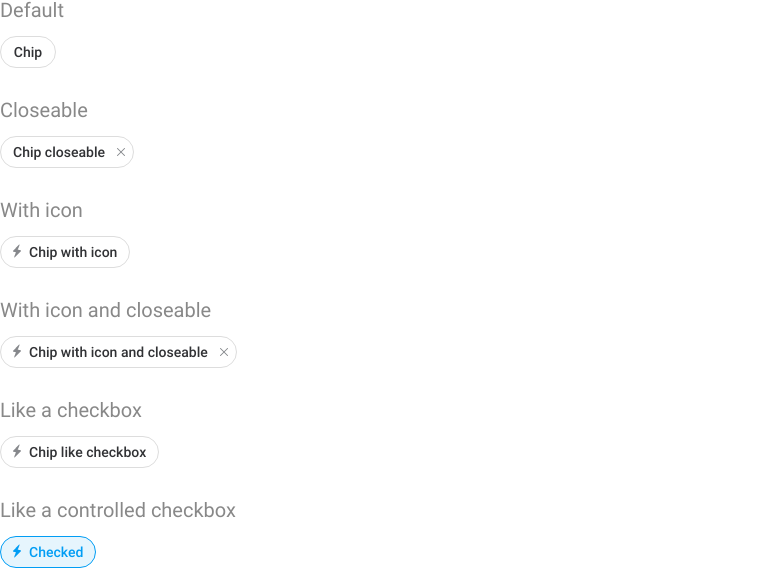 Default
Chip
Closeable
Chip closeable
With icon
Chip with icon
With icon and closeable
Chip with icon and closeable
Like a checkbox
Chip like checkbox
Like a controlled checkbox
Checked